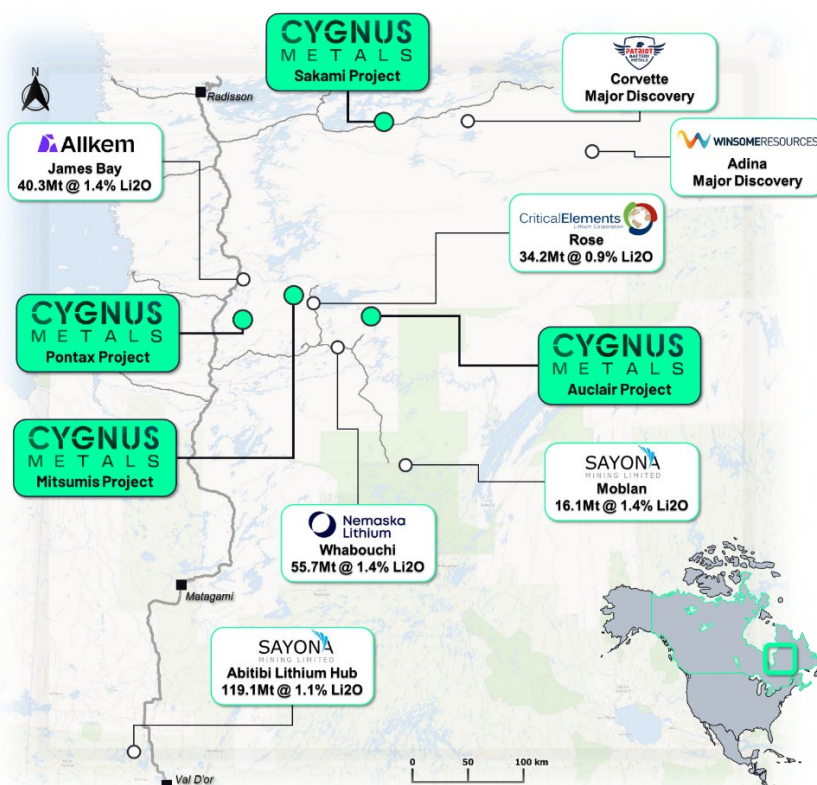 CYGNUS
METALS
Sakami Project
PATRIOT
BATTERY METALS
Corvette
Major Discovery
N
Radisson
Allkem
James Bay
40.3Mt @ 1.4% Li2O
WINSOMERESOURCES
Adina
Major Discovery
CriticalElements
Lithium Corporation
Rose
34.2Mt @ 0.9% Li2O
CYGNUS
METALS
Pontax Project
CYGNUS
METALS
Auclair Project
CYGNUS
METALS
Mitsumis Project
SAYONA
MINING LIMITED
Moblan
16.1Mt @ 1.4% Li2O
Nemaska
Lithium
Whabouchi
55.7Mt @ 1.4% Li2O
Matagami
SAYONA
MINING LIMITED
Abitibi Lithium Hub
119.1Mt @ 1.1% Li2O
0 50 100 km
Val D'or